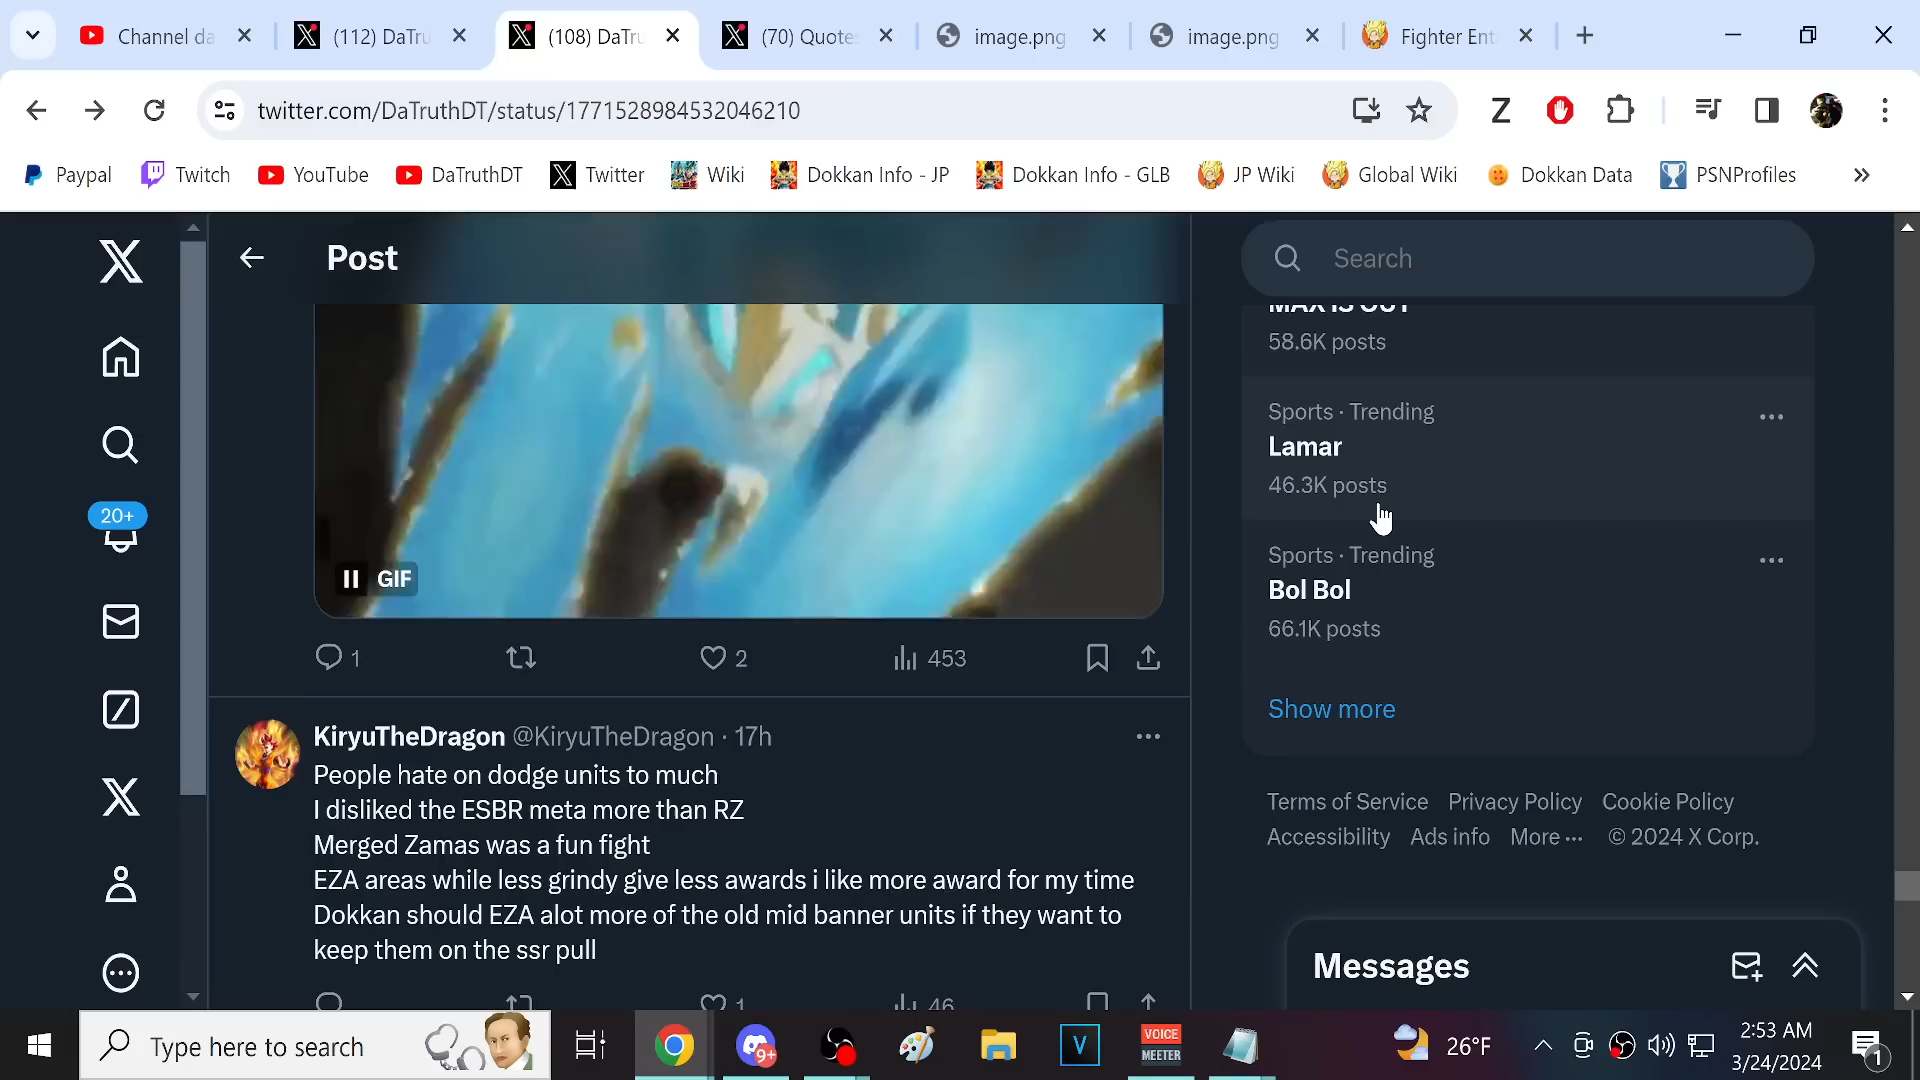 Channel da
(112) DaTru
(108) DaTru
(70) Quotes
image.png
image.png
Fighter Ent
twitter.com/DaTruthDT/status/1771528984532046210
Paypal
Twitch
YouTube
DaTruthDT
Twitter
Wiki
Dokkan Info - JP
Dokkan Info - GLB
JP Wiki
Global Wiki
Dokkan Data
PSNProfiles
Post
Search
MAX IS OUT
58.6K posts
Sports · Trending
Lamar
46.3K posts
Sports · Trending
Bol Bol
66.1K posts
Show more
20+
GIF
1
2
453
KiryuTheDragon @KiryuTheDragon · 17h
People hate on dodge units to much
I disliked the ESBR meta more than RZ
Merged Zamas was a fun fight
EZA areas while less grindy give less awards i like more award for my time
Dokkan should EZA alot more of the old mid banner units if they want to
keep them on the ssr pull
1
46
Terms of Service Privacy Policy Cookie Policy
Accessibility Ads info More ··· © 2024 X Corp.
Messages
Type here to search
9+
V
VOICE
MEETER
26°F
2:53 AM
3/24/2024
1